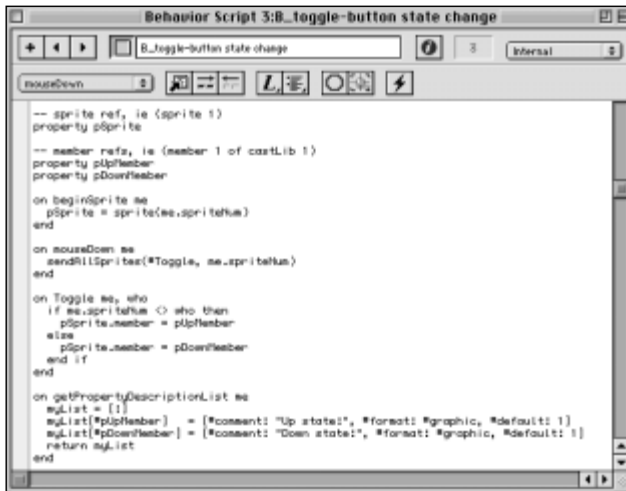 Behavior Script 3:B_toggle-button state change
B_toggle-button state change
3
Internal
mouseDown
-- sprite ref, ie (sprite 1)
property pSprite
-- member refs, ie (member 1 of castLib 1)
property pUpMember
property pDownMember
on beginSprite me
pSprite = sprite(me.spriteNum)
end
on mouseDown me
sendAllSprites(#Toggle, me.spriteNum)
end
on Toggle me, who
if me.spriteNum <> who then
pSprite.member = pUpMember
else
pSprite.member = pDownMember
end if
end
on getPropertyDescriptionList me
myList = [:]
myList[#pUpMember] = [#comment: "Up state:", #format: #graphic, #default: 1]
myList[#pDownMember] = [#comment: "Down state:", #format: #graphic, #default: 1]
return myList
end